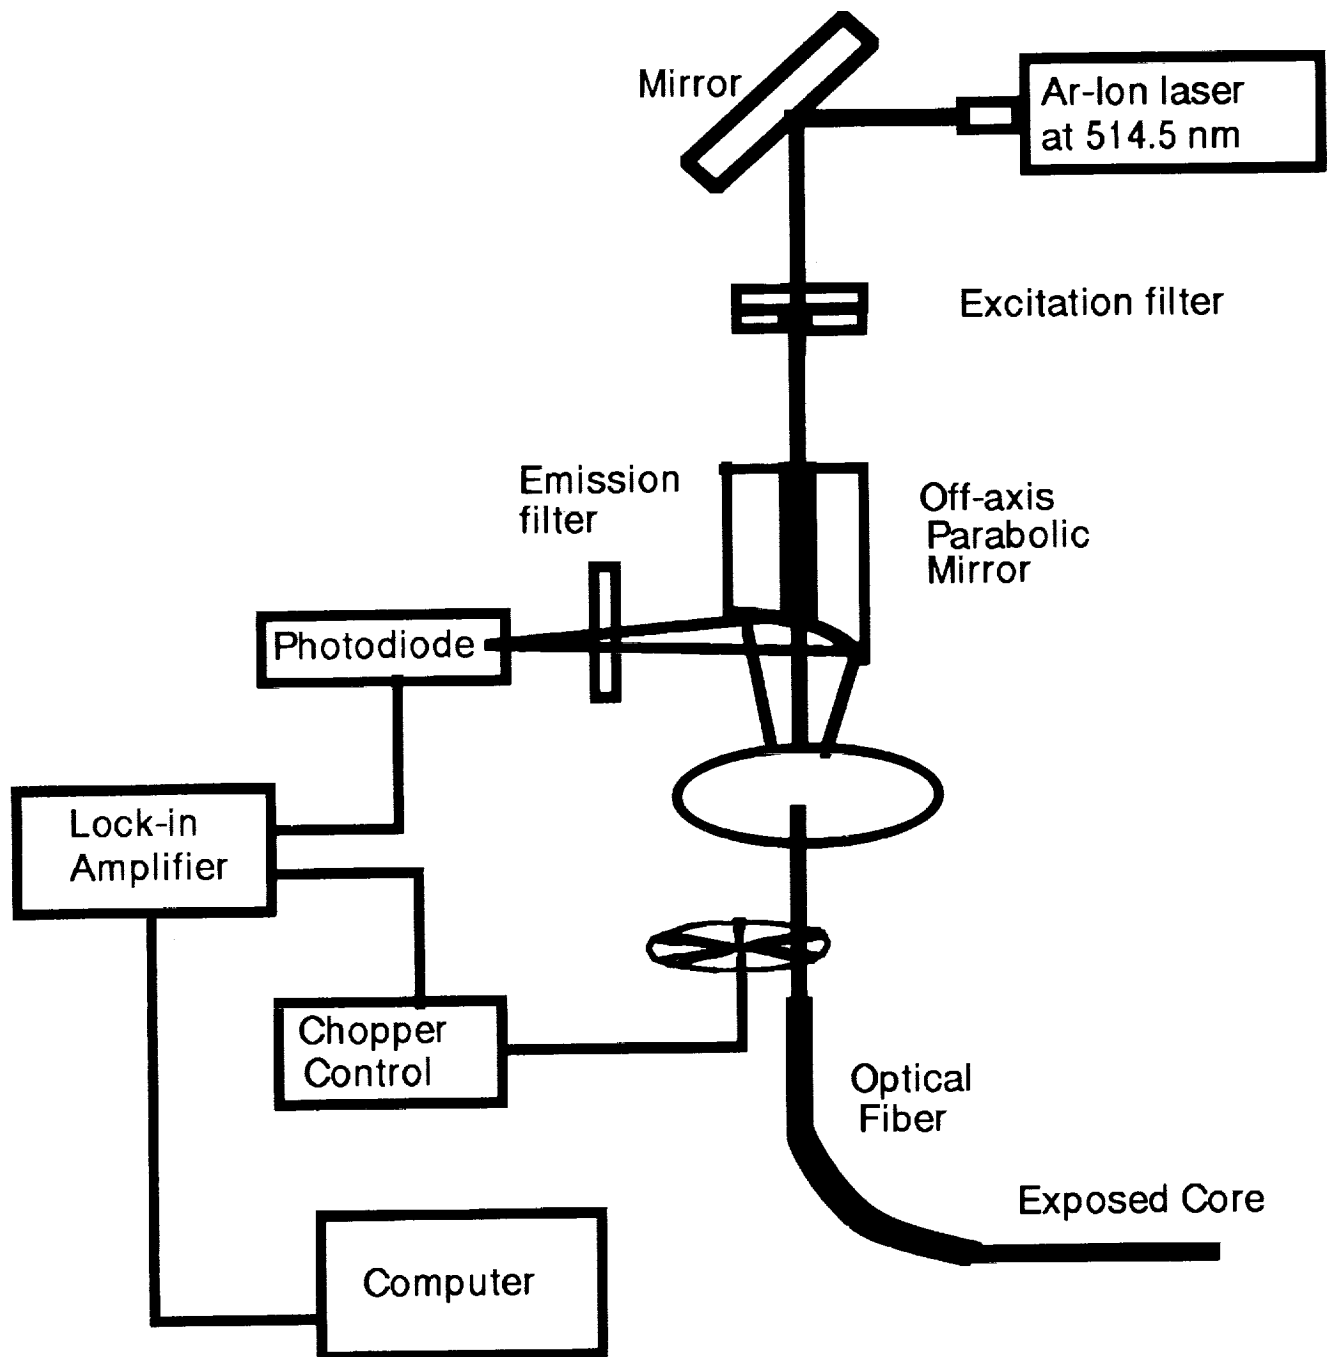 Mirror
Ar-Ion laser
at 514.5 nm
Excitation filter
Emission
filter
Off-axis
Parabolic
Mirror
Photodiode
Lock-in
Amplifier
Chopper
Control
Optical
Fiber
Exposed Core
Computer